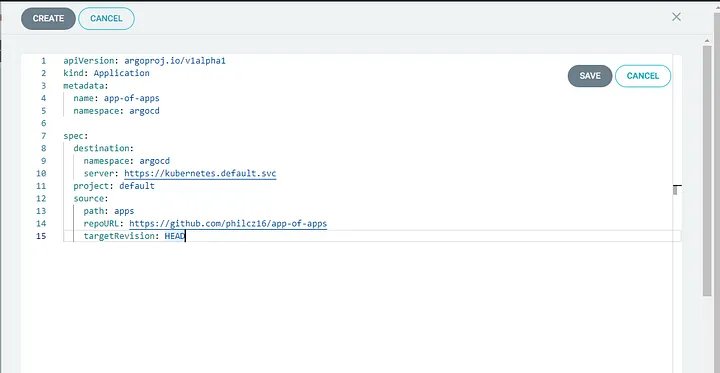 CREATE CANCEL
1 apiVersion: argoproj.io/v1alpha1
2 kind: Application
3 metadata:
4 name: app-of-apps
5 namespace: argocd
6
7 spec:
8 destination:
9 namespace: argocd
10 server: https://kubernetes.default.svc
11 project: default
12 source:
13 path: apps
14 repoURL: https://github.com/philcz16/app-of-apps
15 targetRevision: HEAD
SAVE CANCEL